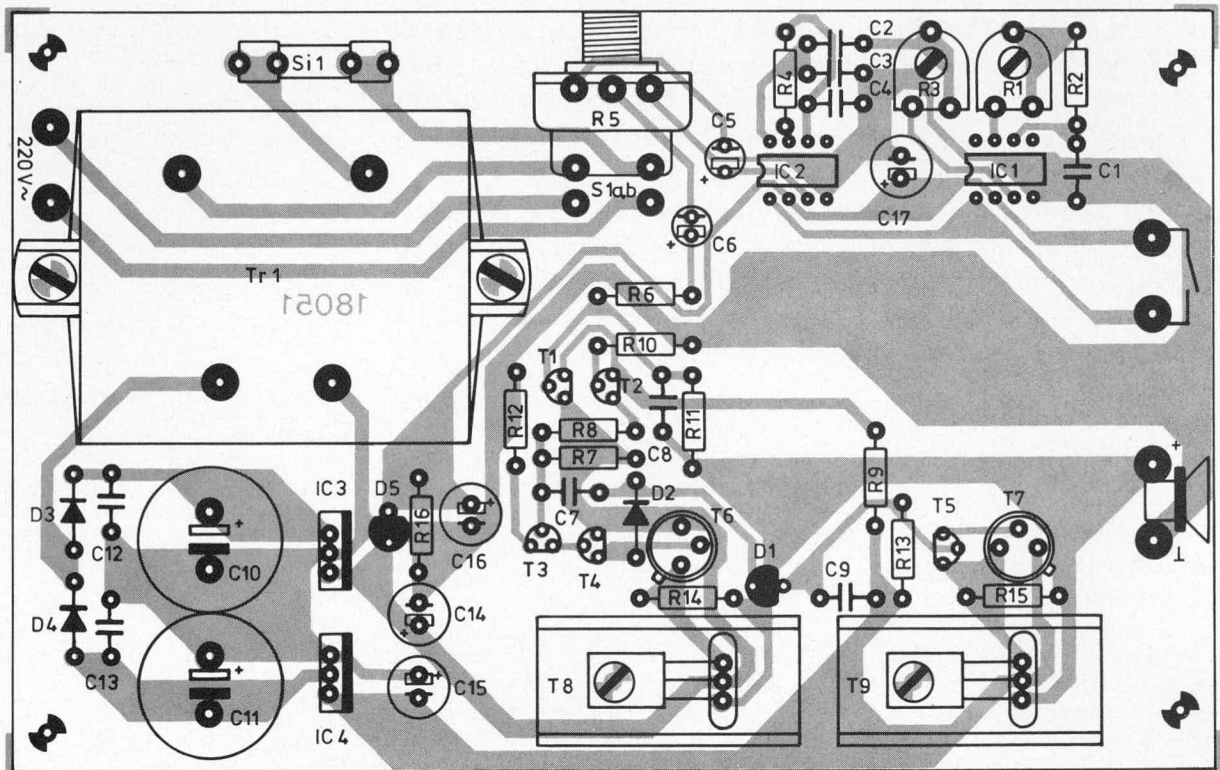 Si1
R5
R4
C2
C3
C4
R3
R1
R2
C5
IC2
IC1
C1
C17
220V~
S1a,b
C6
Tr1
18051
R6
R10
T1
T2
R12
R11
R8
R7
C8
R9
D3
C12
C10
IC3
D5
R16
C16
C7
D2
T6
T3
T4
D1
R13
T5
T7
D4
C13
C11
IC4
C14
C15
R14
C9
R15
T8
T9